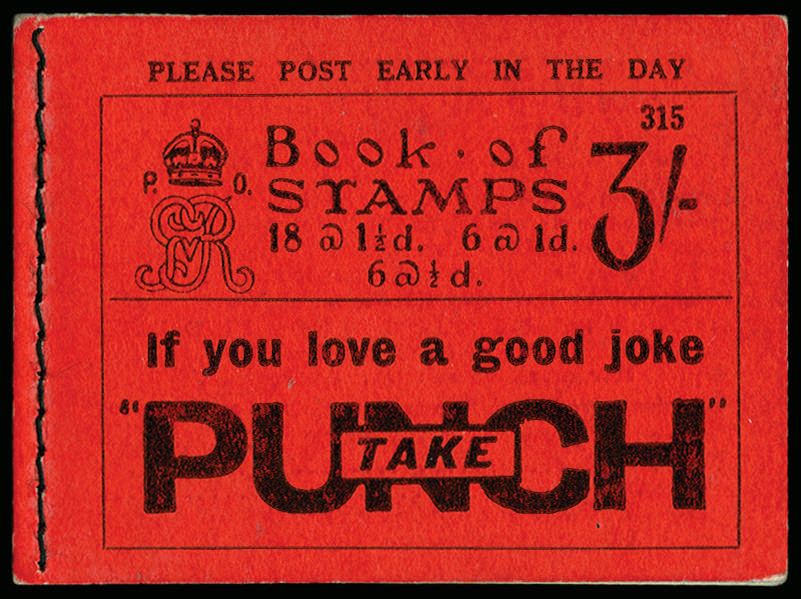 PLEASE POST EARLY IN THE DAY
315
Book · of
P. O.
STAMPS
3/-
18 @ 1½d. 6 @ 1d.
6 @ ½d.
If you love a good joke
TAKE
"PUNCH"